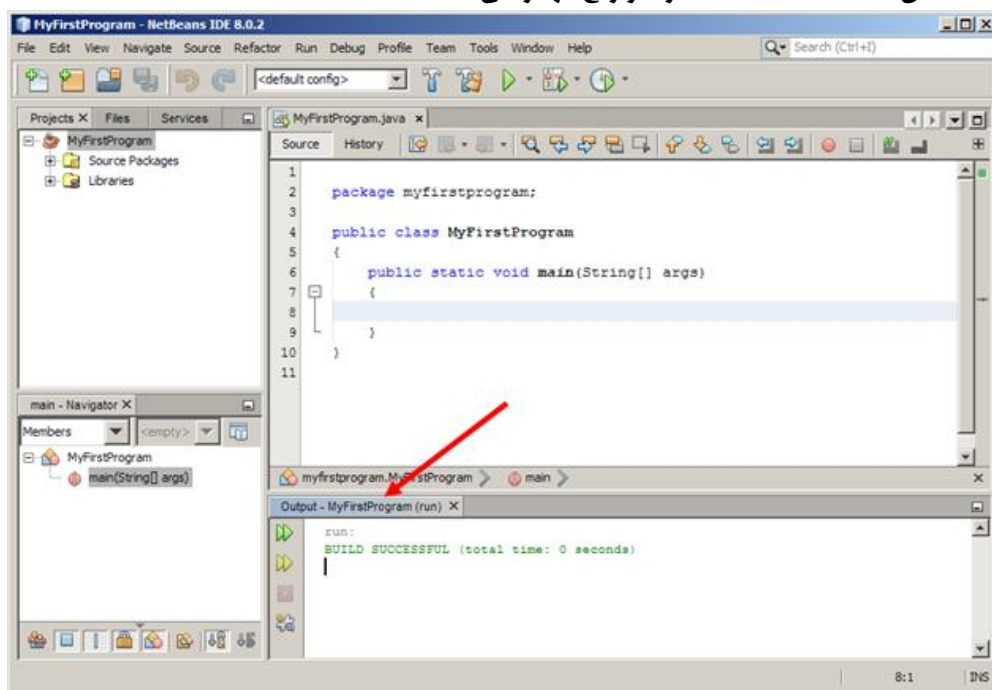 MyFirstProgram - NetBeans IDE 8.0.2
File Edit View Navigate Source Refactor Run Debug Profile Team Tools Window Help
Search (Ctrl+I)
<default config>
Projects Files Services
MyFirstProgram.java
MyFirstProgram
Source Packages
Libraries
Source History
1
2 package myfirstprogram;
3
4 public class MyFirstProgram
5 {
6 public static void main(String[] args)
7 {
8
9 }
10 }
11
main - Navigator
Members <empty>
MyFirstProgram
main(String[] args)
myfirstprogram.MyFirstProgram main
Output - MyFirstProgram (run)
run:
BUILD SUCCESSFUL (total time: 0 seconds)
8:1 INS